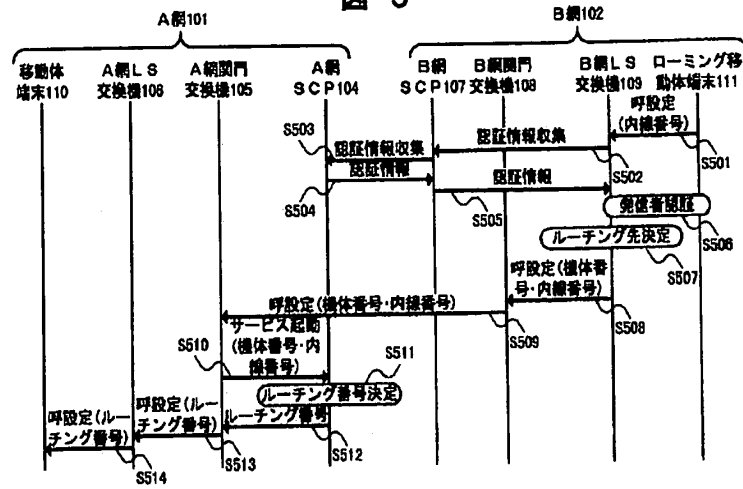 A網101
B網102
移動体
端末110
A網LS
交換機106
A網関門
交換機105
A網
SCP104
B網
SCP107
B網関門
交換機108
B網LS
交換機109
ローミング移
動体端末111
呼設定
(内線番号)
S501
認証情報収集
S502
S503
認証情報収集
認証情報
S504
認証情報
S505
発信者認証
S506
ルーチング先決定
S507
呼設定(機体番
号・内線番号)
S508
呼設定(機体番号・内線番号)
S509
サービス起動
(機体番号・内
線番号)
S510
S511
ルーチング番号決定
ルーチング番号
S512
呼設定(ルー
チング番号)
S513
呼設定(ルー
チング番号)
S514